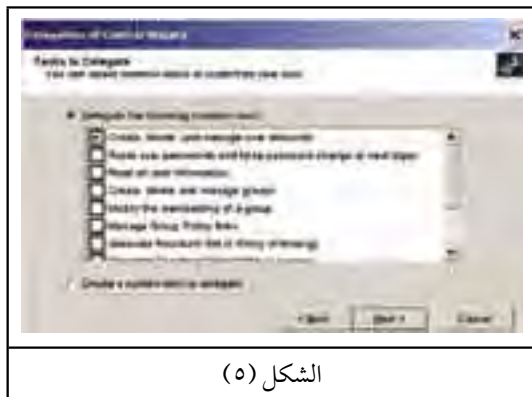 Delegation of Control Wizard
Tasks to Delegate
You can select common tasks or customize your own.
Delegate the following common tasks:
Create, delete, and manage user accounts
Reset user passwords and force password change at next logon
Read all user information
Create, delete and manage groups
Modify the membership of a group
Manage Group Policy links
Create a custom task to delegate
< Back
Next >
Cancel
الشكل (٥)